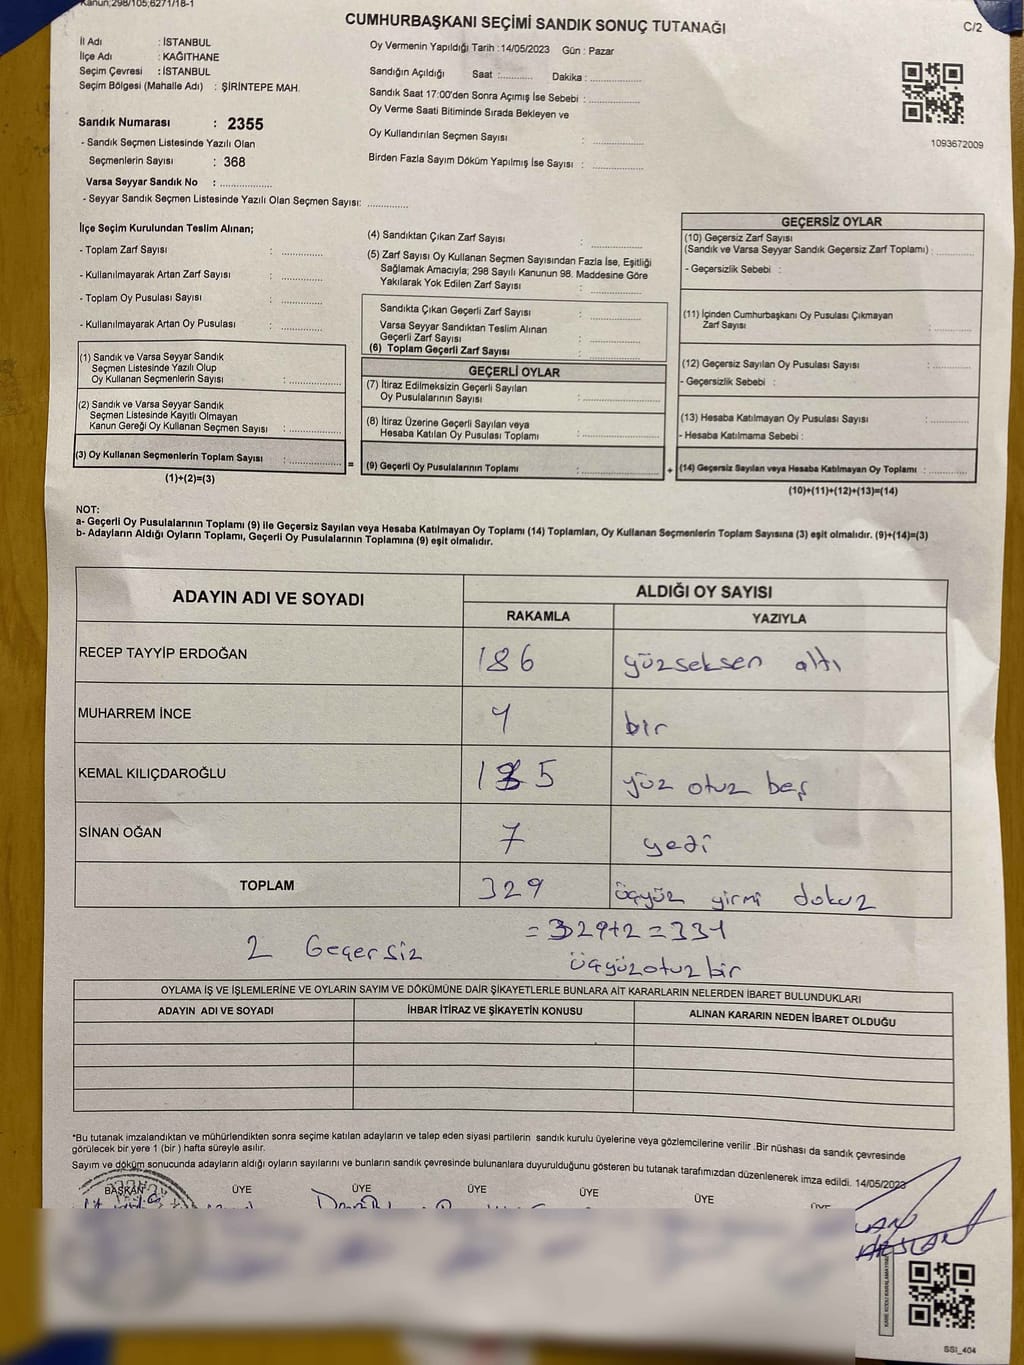 Kanun;298/105,6271/18-1
CUMHURBAŞKANI SEÇİMİ SANDIK SONUÇ TUTANAĞI
C/2
İl Adı : İSTANBUL
İlçe Adı : KAĞITHANE
Seçim Çevresi : İSTANBUL
Seçim Bölgesi (Mahalle Adı) : ŞİRİNTEPE MAH.
Oy Vermenin Yapıldığı Tarih :14/05/2023 Gün : Pazar
Sandığın Açıldığı Saat :............ Dakika : ..................
Sandık Saat 17:00'den Sonra Açımış İse Sebebi : ..................
Oy Verme Saati Bitiminde Sırada Bekleyen ve
Oy Kullandırılan Seçmen Sayısı : ..................
Birden Fazla Sayım Döküm Yapılmış İse Sayısı : ..................
1093672009
Sandık Numarası : 2355
- Sandık Seçmen Listesinde Yazılı Olan
Seçmenlerin Sayısı : 368
Varsa Seyyar Sandık No : ..................
- Seyyar Sandık Seçmen Listesinde Yazılı Olan Seçmen Sayısı: ..............
İlçe Seçim Kurulundan Teslim Alınan;
- Toplam Zarf Sayısı : ..............
- Kullanılmayarak Artan Zarf Sayısı : ..............
- Toplam Oy Pusulası Sayısı : ..............
- Kullanılmayarak Artan Oy Pusulası : ..............
(1) Sandık ve Varsa Seyyar Sandık
Seçmen Listesinde Yazılı Olup
Oy Kullanan Seçmenlerin Sayısı : ..................
(2) Sandık ve Varsa Seyyar Sandık
Seçmen Listesinde Kayıtlı Olmayan
Kanun Gereği Oy Kullanan Seçmen Sayısı : ..................
(3) Oy Kullanan Seçmenlerin Toplam Sayısı : ..................
(1)+(2)=(3)
(4) Sandıktan Çıkan Zarf Sayısı : ..................
(5) Zarf Sayısı Oy Kullanan Seçmen Sayısından Fazla İse, Eşitliği
Sağlamak Amacıyla; 298 Sayılı Kanunun 98. Maddesine Göre
Yakılarak Yok Edilen Zarf Sayısı : ..................
Sandıkta Çıkan Geçerli Zarf Sayısı : ..................
Varsa Seyyar Sandıktan Teslim Alınan
Geçerli Zarf Sayısı : ..................
(6) Toplam Geçerli Zarf Sayısı : ..................
GEÇERLİ OYLAR
(7) İtiraz Edilmeksizin Geçerli Sayılan
Oy Pusulalarının Sayısı : ..................
(8) İtiraz Üzerine Geçerli Sayılan veya
Hesaba Katılan Oy Pusulası Toplamı : ..................
= (9) Geçerli Oy Pusulalarının Toplamı : .................. +
GEÇERSİZ OYLAR
(10) Geçersiz Zarf Sayısı
(Sandık ve Varsa Seyyar Sandık Geçersiz Zarf Toplamı) : ..............
- Geçersizlik Sebebi :
(11) İçinden Cumhurbaşkanı Oy Pusulası Çıkmayan
Zarf Sayısı : ..............
(12) Geçersiz Sayılan Oy Pusulası Sayısı : ..............
- Geçersizlik Sebebi :
(13) Hesaba Katılmayan Oy Pusulası Sayısı : ..............
- Hesaba Katılmama Sebebi :
(14) Geçersiz Sayılan veya Hesaba Katılmayan Oy Toplamı : ..............
(10)+(11)+(12)+(13)=(14)
NOT:
a- Geçerli Oy Pusulalarının Toplamı (9) ile Geçersiz Sayılan veya Hesaba Katılmayan Oy Toplamı (14) Toplamları, Oy Kullanan Seçmenlerin Toplam Sayısına (3) eşit olmalıdır. (9)+(14)=(3)
b- Adayların Aldığı Oyların Toplamı, Geçerli Oy Pusulalarının Toplamına (9) eşit olmalıdır.
ADAYIN ADI VE SOYADI
ALDIĞI OY SAYISI
RAKAMLA YAZIYLA
RECEP TAYYİP ERDOĞAN 186 yüzseksen altı
MUHARREM İNCE 1 bir
KEMAL KILIÇDAROĞLU 135 yüz otuz beş
SİNAN OĞAN 7 yedi
TOPLAM 329 üçyüz yirmi dokuz
2 Geçersiz
= 329+2 = 331
üçyüzotuz bir
OYLAMA İŞ VE İŞLEMLERİNE VE OYLARIN SAYIM VE DÖKÜMÜNE DAİR ŞİKAYETLERLE BUNLARA AİT KARARLARIN NELERDEN İBARET BULUNDUKLARI
ADAYIN ADI VE SOYADI İHBAR İTİRAZ VE ŞİKAYETİN KONUSU ALINAN KARARIN NEDEN İBARET OLDUĞU
*Bu tutanak imzalandıktan ve mühürlendikten sonra seçime katılan adayların ve talep eden siyasi partilerin sandık kurulu üyelerine veya gözlemcilerine verilir .Bir nüshası da sandık çevresinde
görülecek bir yere 1 (bir ) hafta süreyle asılır.
Sayım ve döküm sonucunda adayların aldığı oyların sayılarını ve bunların sandık çevresinde bulunanlara duyurulduğunu gösteren bu tutanak tarafımızdan düzenlenerek imza edildi. 14/05/2023
BAŞKAN ÜYE ÜYE ÜYE ÜYE ÜYE ÜYE
SSI_404